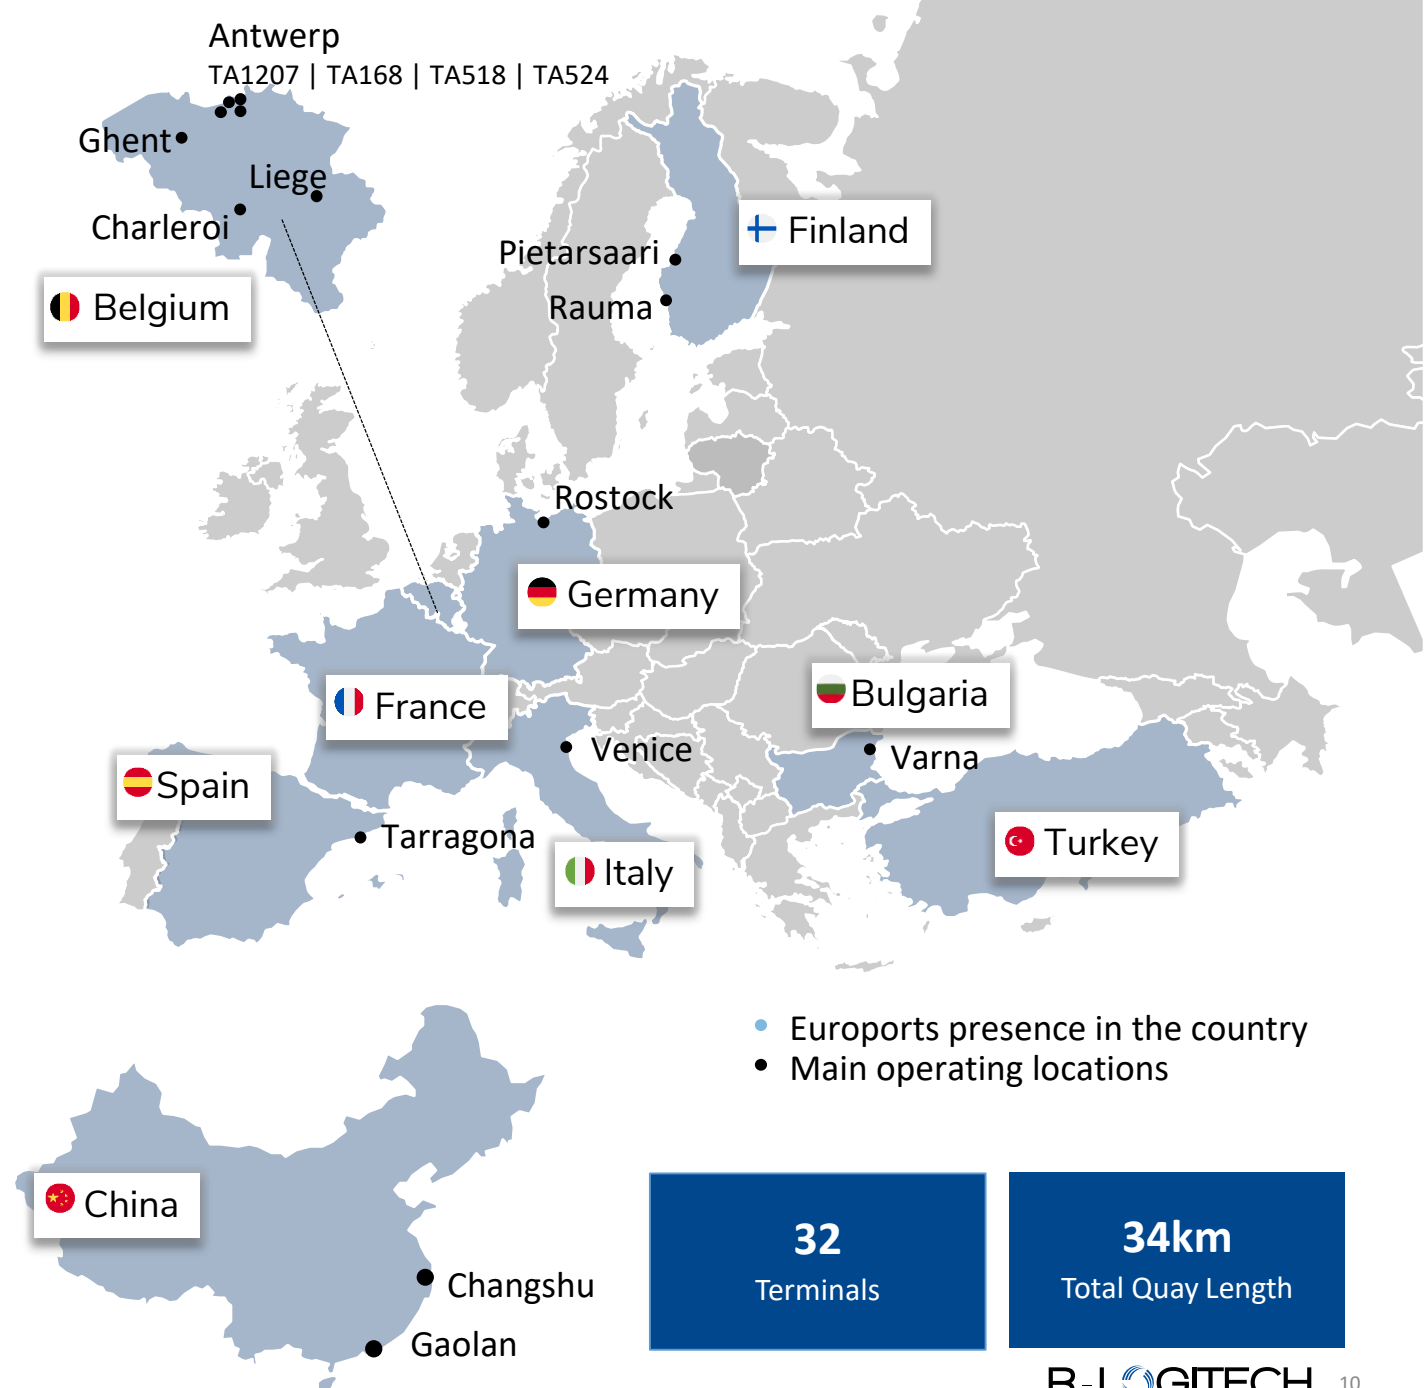 Antwerp
TA1207 | TA168 | TA518 | TA524
Ghent
Liege
Charleroi
Belgium
Pietarsaari
Rauma
Finland
Rostock
Germany
France
Bulgaria
Venice
Varna
Spain
Tarragona
Italy
Turkey
Euroports presence in the country
Main operating locations
China
Changshu
Gaolan
32
Terminals
34km
Total Quay Length
R-LOGITECH
10